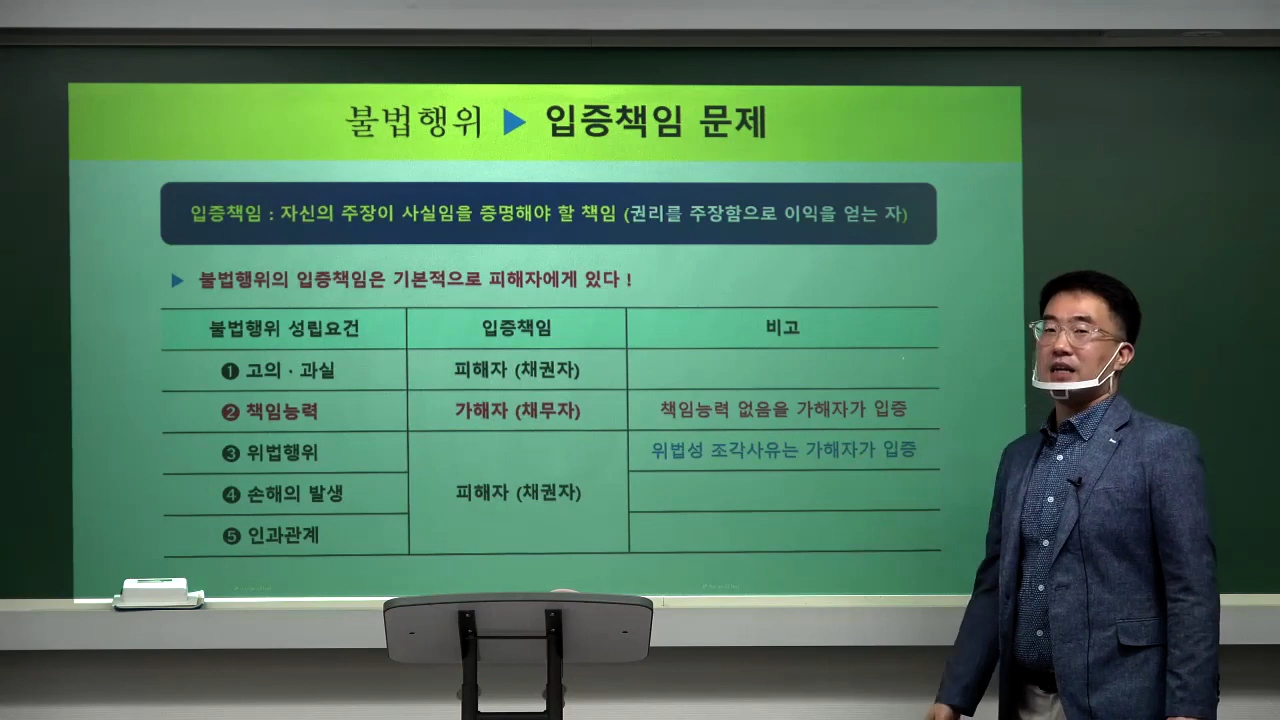 불법행위 ▶ 입증책임 문제
입증책임 : 자신의 주장이 사실임을 증명해야 할 책임 (권리를 주장함으로 이익을 얻는 자)
▶ 불법행위의 입증책임은 기본적으로 피해자에게 있다 !
불법행위 성립요건 입증책임 비고
❶ 고의 · 과실 피해자 (채권자)
❷ 책임능력 가해자 (채무자) 책임능력 없음을 가해자가 입증
❸ 위법행위 위법성 조각사유는 가해자가 입증
❹ 손해의 발생 피해자 (채권자)
❺ 인과관계